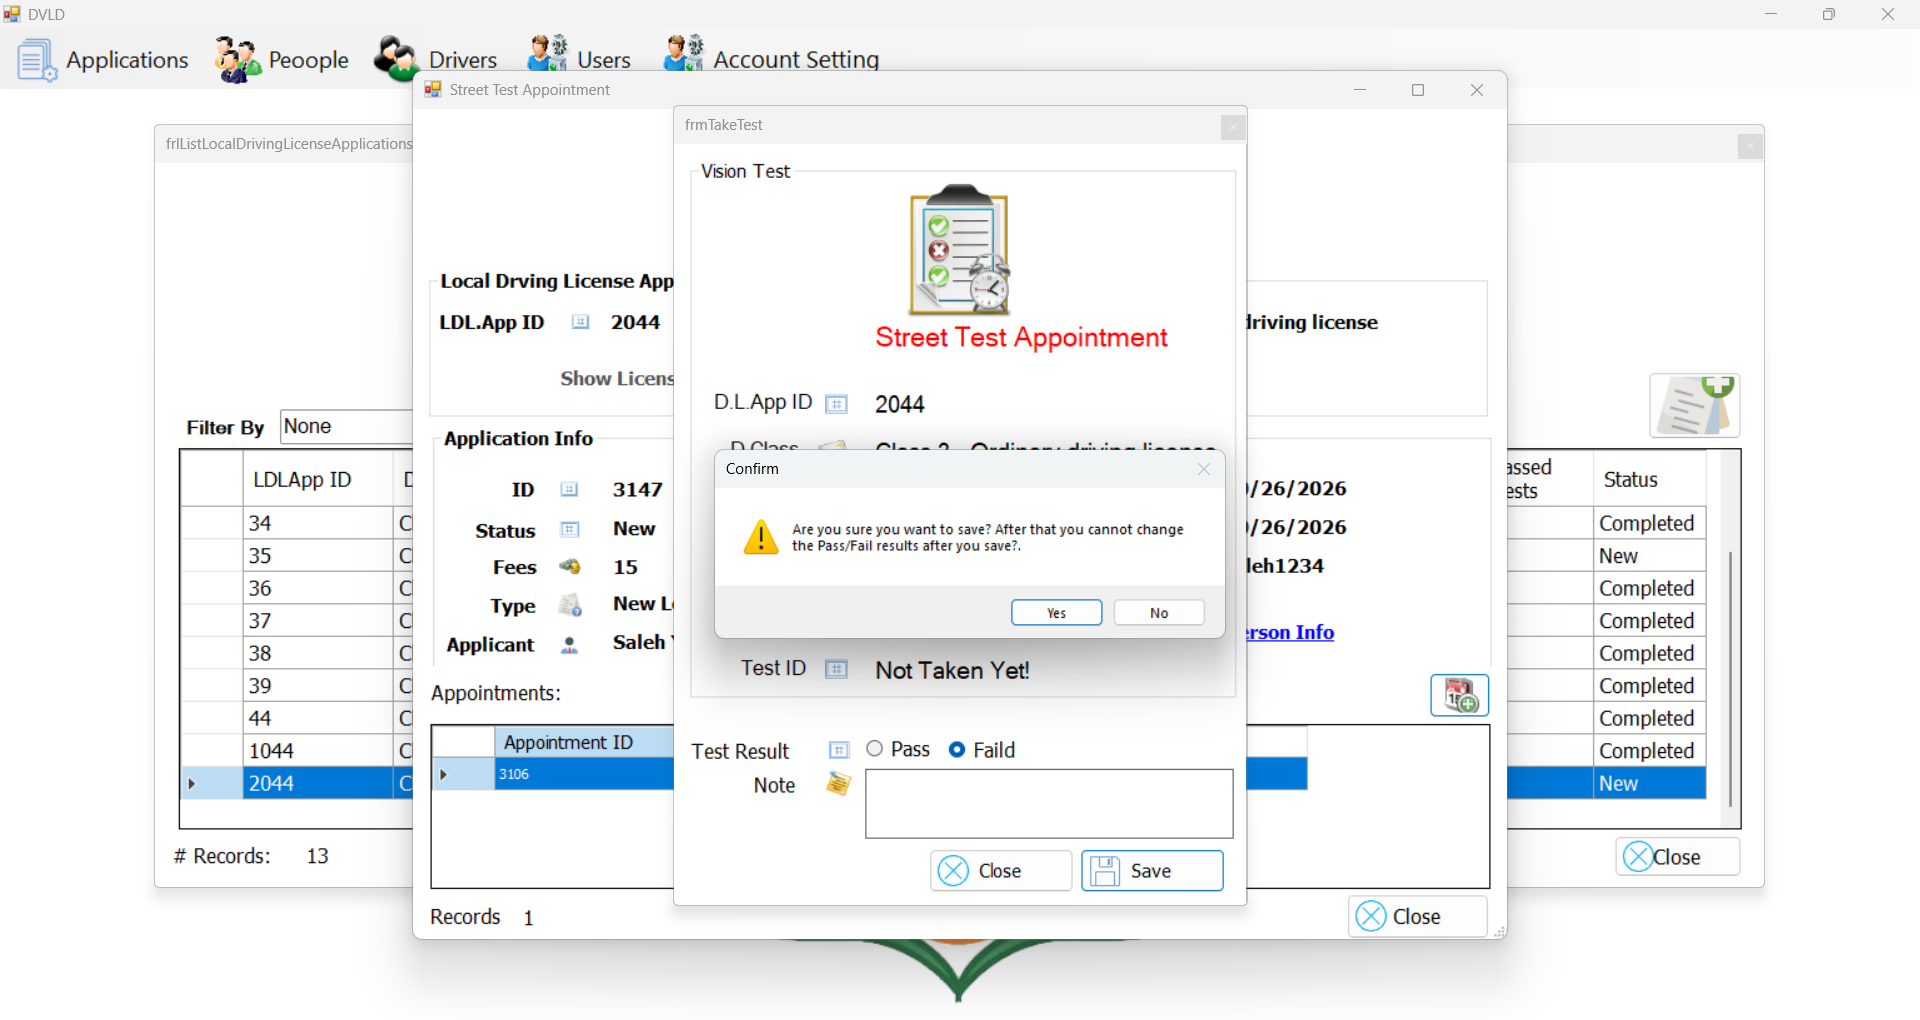 DVLD
Applications
Peoople
Drivers
Users
Account Setting
Street Test Appointment
frmTakeTest
frlListLocalDrivingLicenseApplications
Vision Test
Street Test Appointment
Local Drving License App
LDL.App ID 2044
driving license
Show Licens
D.L.App ID 2044
Filter By None
Application Info
ID 3147
/26/2026
Status New
/26/2026
Fees 15
leh1234
Type New L
Applicant Saleh
erson Info
Confirm
Are you sure you want to save? After that you cannot change
the Pass/Fail results after you save?.
Yes
No
Test ID Not Taken Yet!
LDLApp ID
34
35
36
37
38
39
44
1044
2044
assed
ests
Status
Completed
New
Completed
Completed
Completed
Completed
Completed
Completed
New
Appointments:
Appointment ID
3106
Test Result Pass Faild
Note
Close
Save
# Records: 13
Close
Records 1
Close